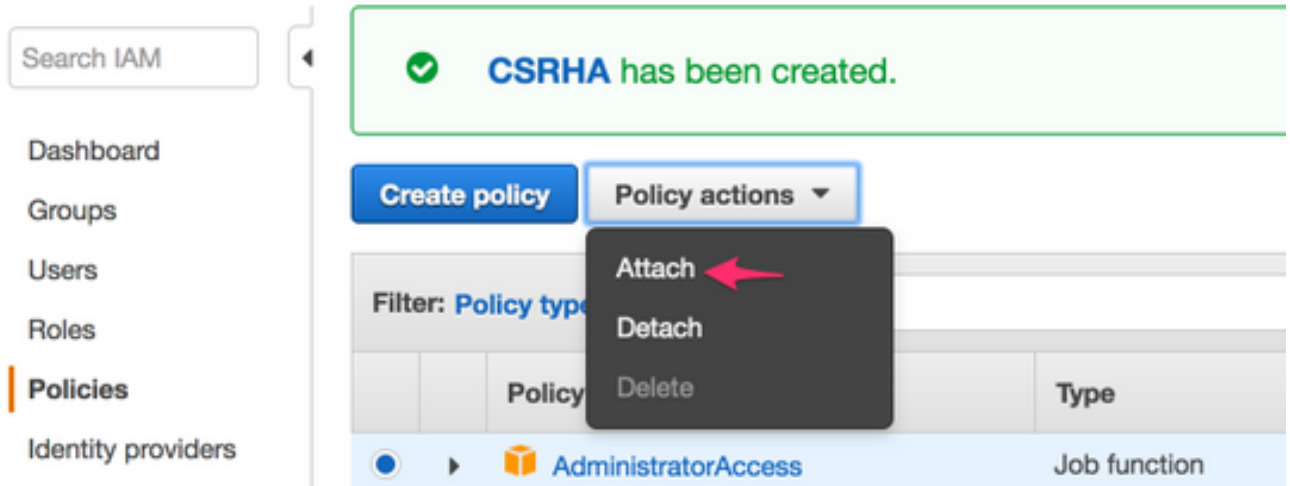 Search IAM
Dashboard
Groups
Users
Roles
Policies
Identity providers
CSRHA has been created.
Create policy
Policy actions
Attach
Detach
Delete
Filter: Policy type
Policy
Type
AdministratorAccess
Job function